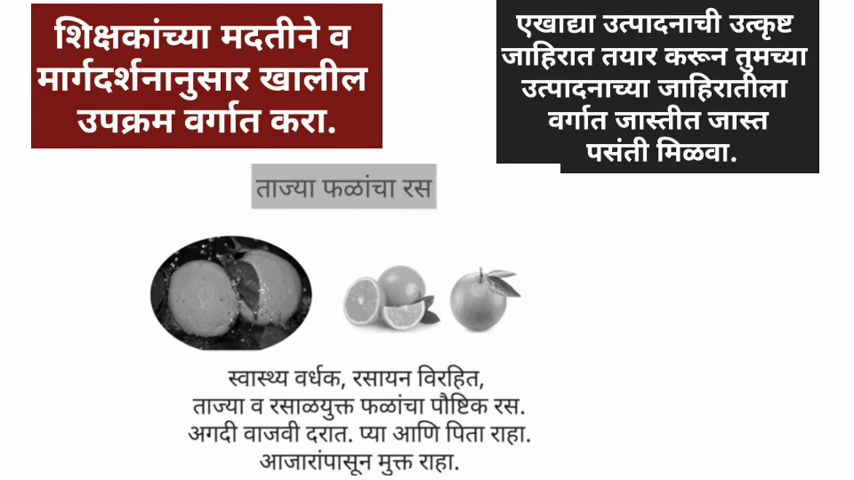 शिक्षकांच्या मदतीने व
मार्गदर्शनानुसार खालील
उपक्रम वर्गात करा.
एखाद्या उत्पादनाची उत्कृष्ट
जाहिरात तयार करून तुमच्या
उत्पादनाच्या जाहिरातीला
वर्गात जास्तीत जास्त
पसंती मिळवा.
ताज्या फळांचा रस
स्वास्थ्य वर्धक, रसायन विरहित,
ताज्या व रसाळयुक्त फळांचा पौष्टिक रस.
अगदी वाजवी दरात. प्या आणि पिता राहा.
आजारांपासून मुक्त राहा.